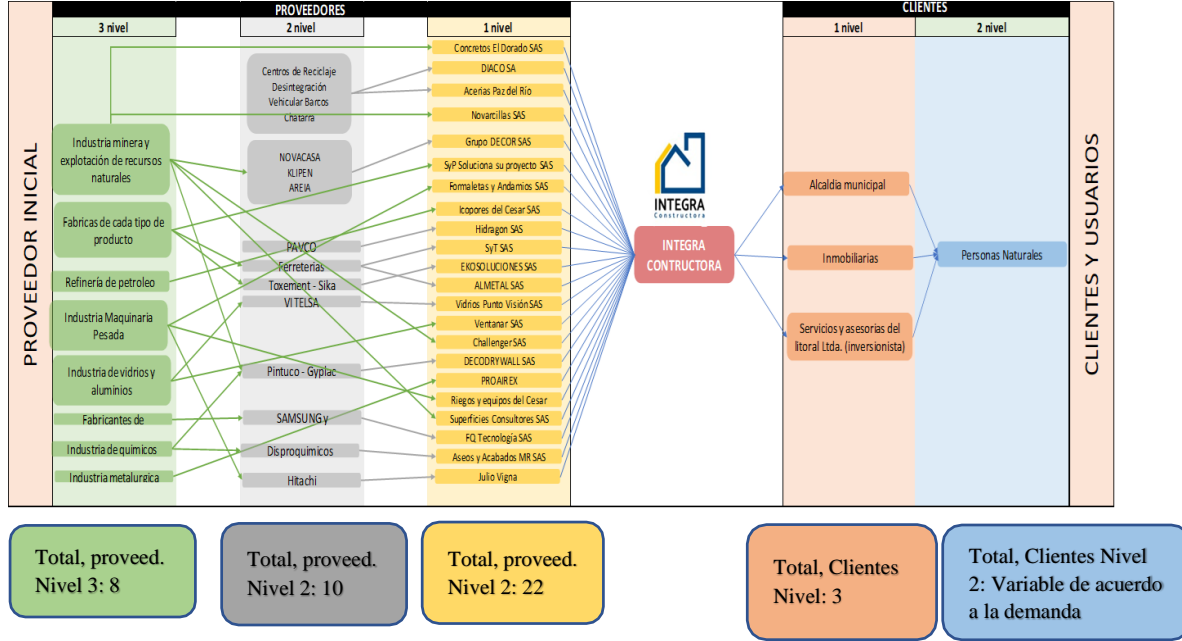 PROVEEDORES
CLIENTES
3 nivel
2 nivel
1 nivel
1 nivel
2 nivel
PROVEEDOR INICIAL
Industria minera y
explotación de recursos
naturales
Fabricas de cada tipo de
producto
Refinería de petroleo
Industria Maquinaria
Pesada
Industria de vidrios y
aluminios
Fabricantes de
Industria de químicos
Industria metalurgica
Centros de Reciclaje
Desintegración
Vehicular Barcos
Chatarra
NOVACASA
KLIPEN
AREIA
PAVCO
Ferreterias
Toxement - Sika
VITELSA
Pintuco - Gyplac
SAMSUNG y
Disproquimicos
Hitachi
Concretos El Dorado SAS
DIACO SA
Acerias Paz del Río
Novarcillas SAS
Grupo DECOR SAS
SyP Soluciona su proyecto SAS
Formaletas y Andamios SAS
Icopores del Cesar SAS
Hidragon SAS
SyT SAS
EKOSOLUCIONES SAS
ALMETAL SAS
Vidrios Punto Visión SAS
Ventanar SAS
Challenger SAS
DECODRYWALL SAS
PROAIREX
Riegos y equipos del Cesar
Superficies Consultores SAS
FQ Tecnología SAS
Aseos y Acabados MR SAS
Julio Vigna
INTEGRA
Constructora
INTEGRA
CONTRUCTORA
Alcaldía municipal
Inmobiliarias
Servicios y asesorias del
litoral Ltda. (inversionista)
Personas Naturales
CLIENTES Y USUARIOS
Total, proveed.
Nivel 3: 8
Total, proveed.
Nivel 2: 10
Total, proveed.
Nivel 2: 22
Total, Clientes
Nivel: 3
Total, Clientes Nivel
2: Variable de acuerdo
a la demanda